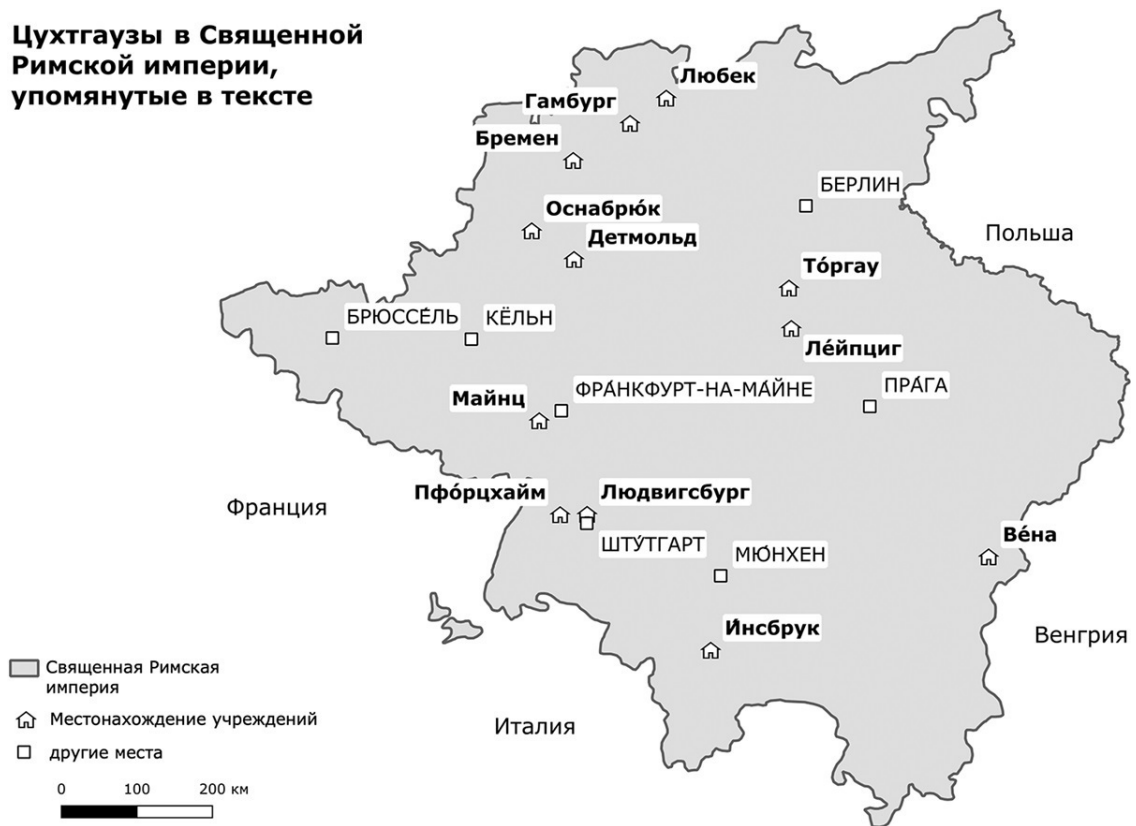 Цухтгаузы в Священной
Римской империи,
упомянутые в тексте
Любек
Гамбург
Бремен
БЕРЛИН
Оснабрю́к
Детмольд
Польша
То́ргау
БРЮССЕ́ЛЬ
КЁЛЬН
Ле́йпциг
Майнц
ФРА́НКФУРТ-НА-МА́ЙНЕ
ПРА́ГА
Франция
Пфо́рцхайм
Людвигсбург
ШТУ́ТГАРТ
МЮ́НХЕН
Ве́на
И́нсбрук
Венгрия
Италия
Священная Римская
империя
Местонахождение учреждений
другие места
0 100 200 км